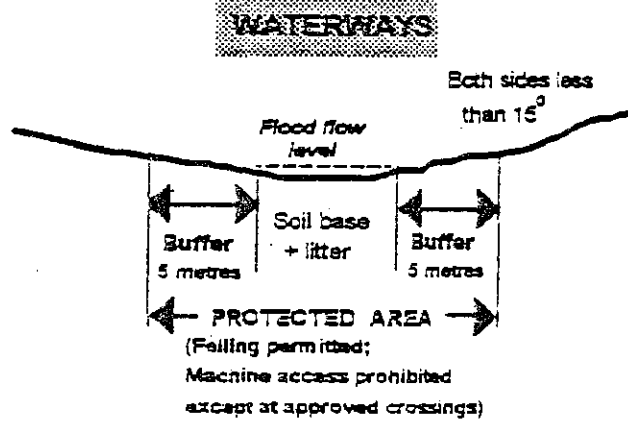 WATERWAYS
Both sides less
than 15°
Flood flow
level
Soil base
+ litter
Buffer
5 metres
Buffer
5 metres
PROTECTED AREA
(Felling permitted;
Machine access prohibited
except at approved crossings)